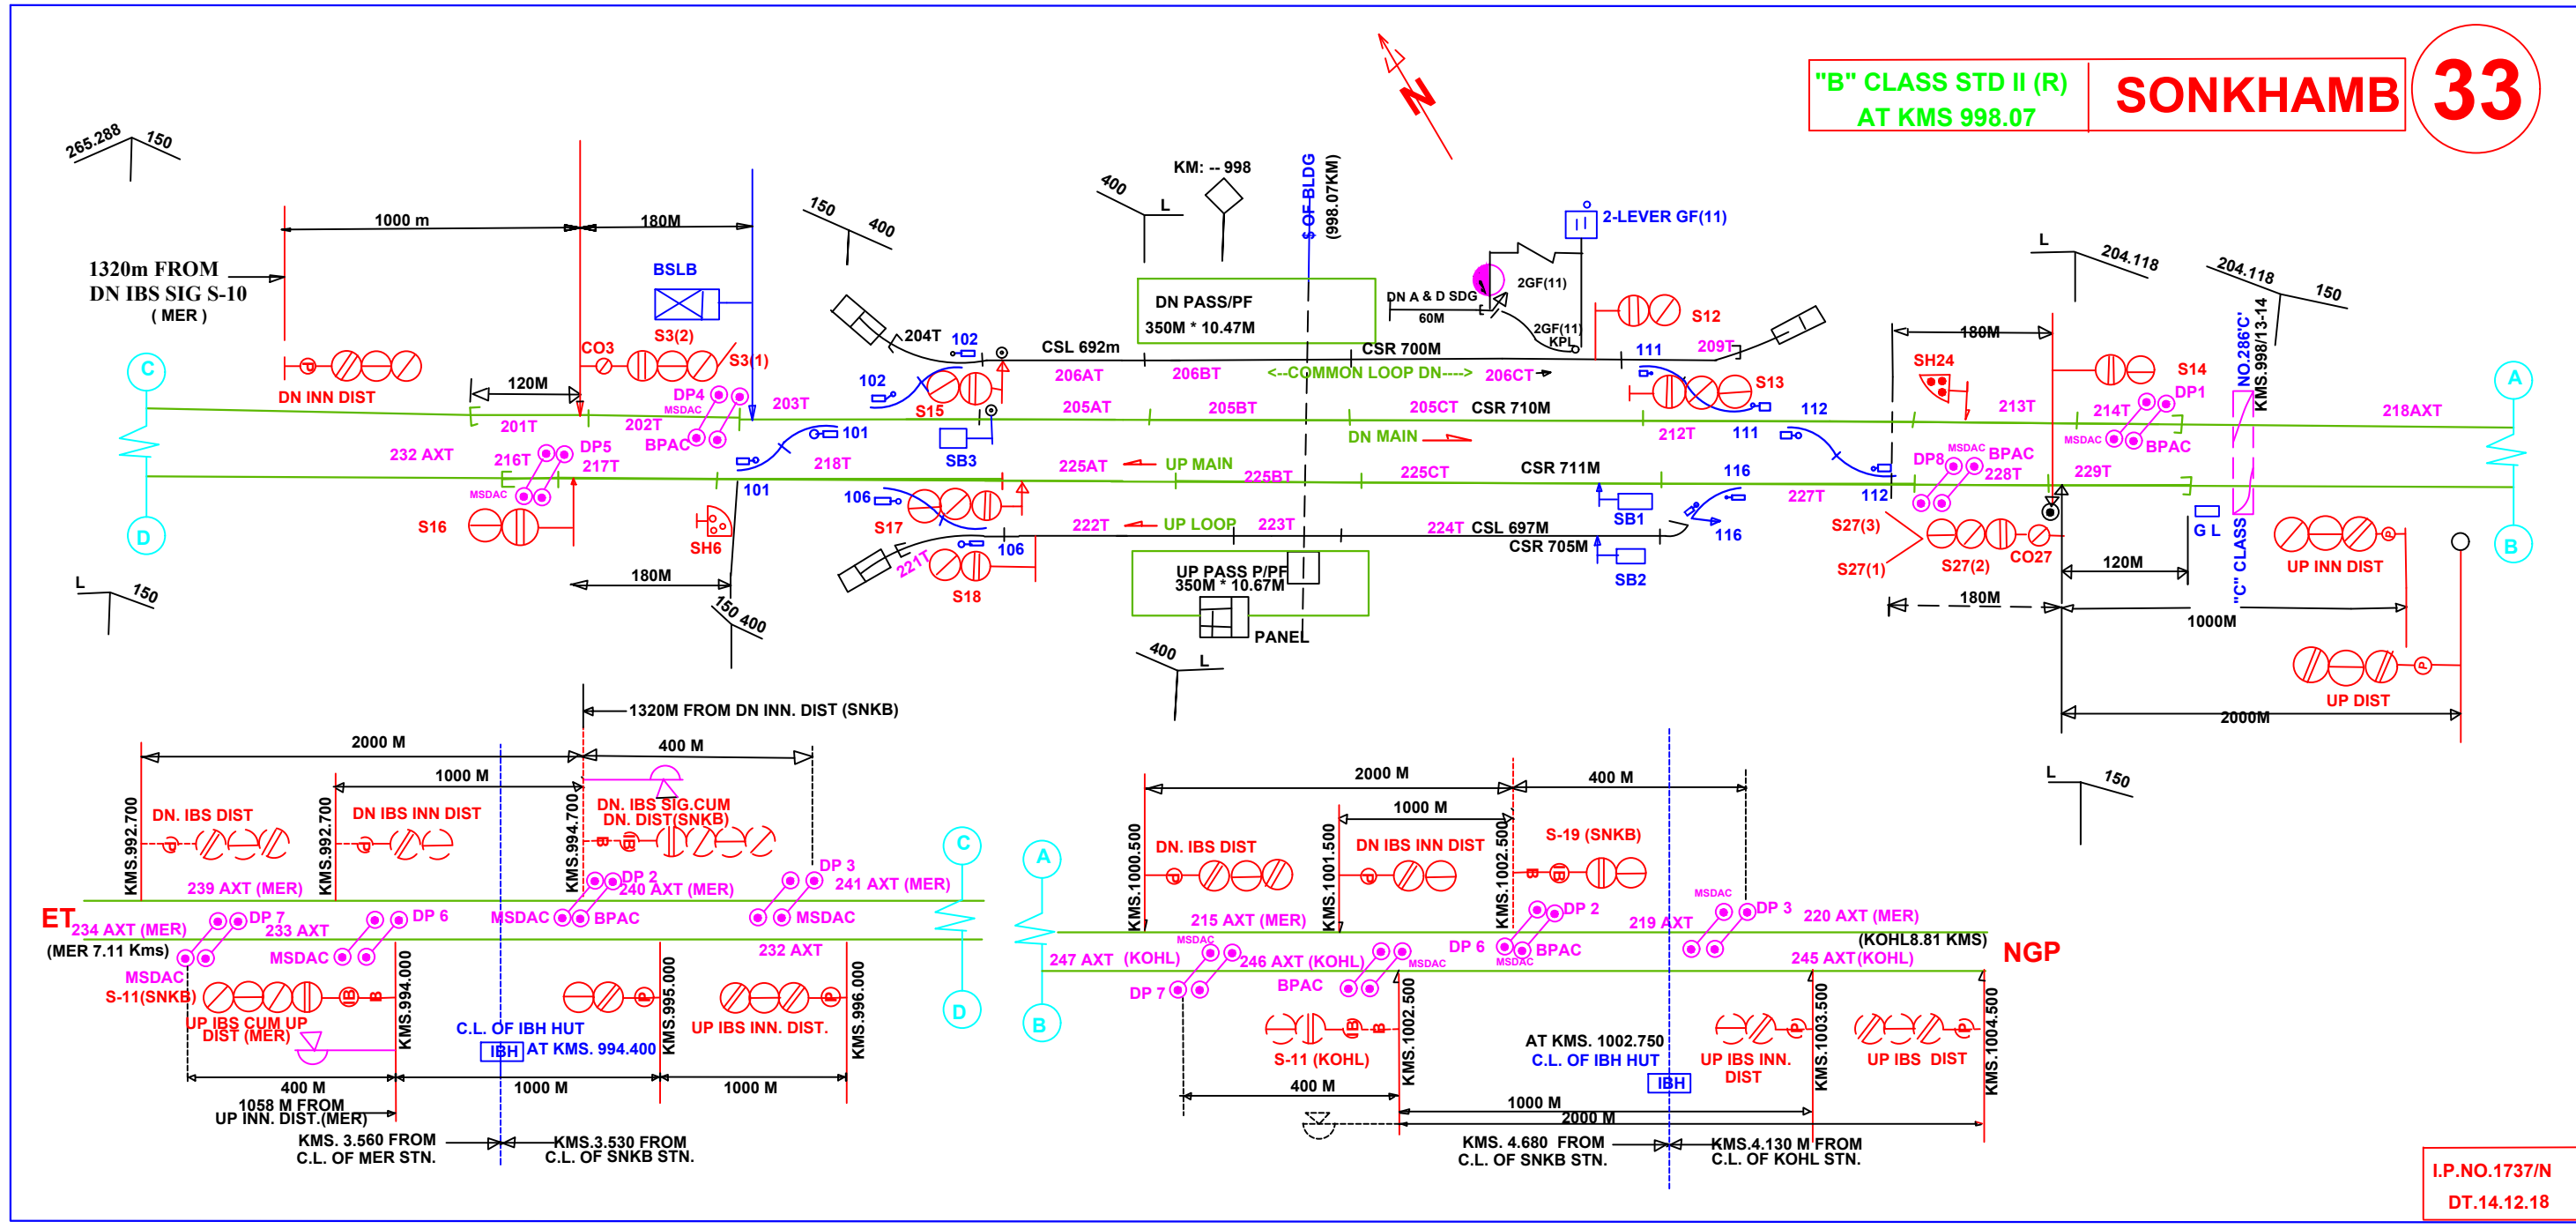 "B" CLASS STD II (R)
AT KMS 998.07
SONKHAMB
33
N
265.288
150
1000 m
180M
1320m FROM
DN IBS SIG S-10
( MER )
BSLB
150
400
400
L
KM: -- 998
$ OF BLDG
(998.07KM)
2-LEVER GF(11)
2GF(11)
L
204.118
204.118
150
DN PASS/PF
350M * 10.47M
DN A & D SDG
60M
2GF(11)
KPL
S12
180M
NO.286'C'
KMS.998/13-14
"C" CLASS
C
P
DN INN DIST
CO3
S3(2)
S3(1)
204T
102
CSL 692m
CSR 700M
111
209T
SH24
S14
A
120M
DP4
MSDAC
BPAC
203T
102
S15
206AT
206BT
<--COMMON LOOP DN---->
206CT
S13
DP1
201T
202T
205AT
205BT
205CT
CSR 710M
112
213T
214T
MSDAC
BPAC
218AXT
232 AXT
DP5
216T
217T
MSDAC
101
218T
SB3
DN MAIN
212T
111
225AT
UP MAIN
225BT
225CT
CSR 711M
116
227T
DP8
MSDAC
BPAC
228T
229T
101
106
112
D
S16
SH6
S17
222T
UP LOOP
223T
224T
CSL 697M
CSR 705M
SB1
116
S27(3)
S27(1)
S27(2)
CO27
G L
P
UP INN DIST
B
106
221T
S18
UP PASS P/PF
350M * 10.67M
PANEL
SB2
180M
120M
180M
1000M
L
150
150
400
400
L
P
UP DIST
2000M
1320M FROM DN INN. DIST (SNKB)
2000 M
400 M
1000 M
KMS.992.700
DN. IBS DIST
P
KMS.992.700
DN IBS INN DIST
P
KMS.994.700
DN. IBS SIG.CUM
DN. DIST(SNKB)
B
IB
C
A
2000 M
400 M
1000 M
KMS.1000.500
DN. IBS DIST
P
KMS.1001.500
DN IBS INN DIST
P
KMS.1002.500
S-19 (SNKB)
B
IB
L
150
239 AXT (MER)
DP 2
240 AXT (MER)
DP 3
241 AXT (MER)
ET
234 AXT (MER)
DP 7
233 AXT
DP 6
MSDAC
BPAC
MSDAC
(MER 7.11 Kms)
MSDAC
MSDAC
232 AXT
215 AXT (MER)
DP 2
219 AXT
MSDAC
DP 3
220 AXT (MER)
MSDAC
DP 6
BPAC
MSDAC
(KOHL8.81 KMS)
NGP
247 AXT (KOHL)
246 AXT (KOHL)
MSDAC
245 AXT(KOHL)
DP 7
BPAC
S-11(SNKB)
IB
B
UP IBS CUM UP
DIST (MER)
KMS.994.000
C.L. OF IBH HUT
IBH
AT KMS. 994.400
P
KMS.995.000
P
UP IBS INN. DIST.
KMS.996.000
D
B
IB
B
S-11 (KOHL)
KMS.1002.500
AT KMS. 1002.750
C.L. OF IBH HUT
IBH
P
UP IBS INN.
DIST
KMS.1003.500
P
UP IBS DIST
KMS.1004.500
400 M
1000 M
1000 M
1058 M FROM
UP INN. DIST.(MER)
400 M
1000 M
2000 M
KMS. 3.560 FROM
C.L. OF MER STN.
KMS.3.530 FROM
C.L. OF SNKB STN.
KMS. 4.680 FROM
C.L. OF SNKB STN.
KMS.4.130 M FROM
C.L. OF KOHL STN.
I.P.NO.1737/N
DT.14.12.18